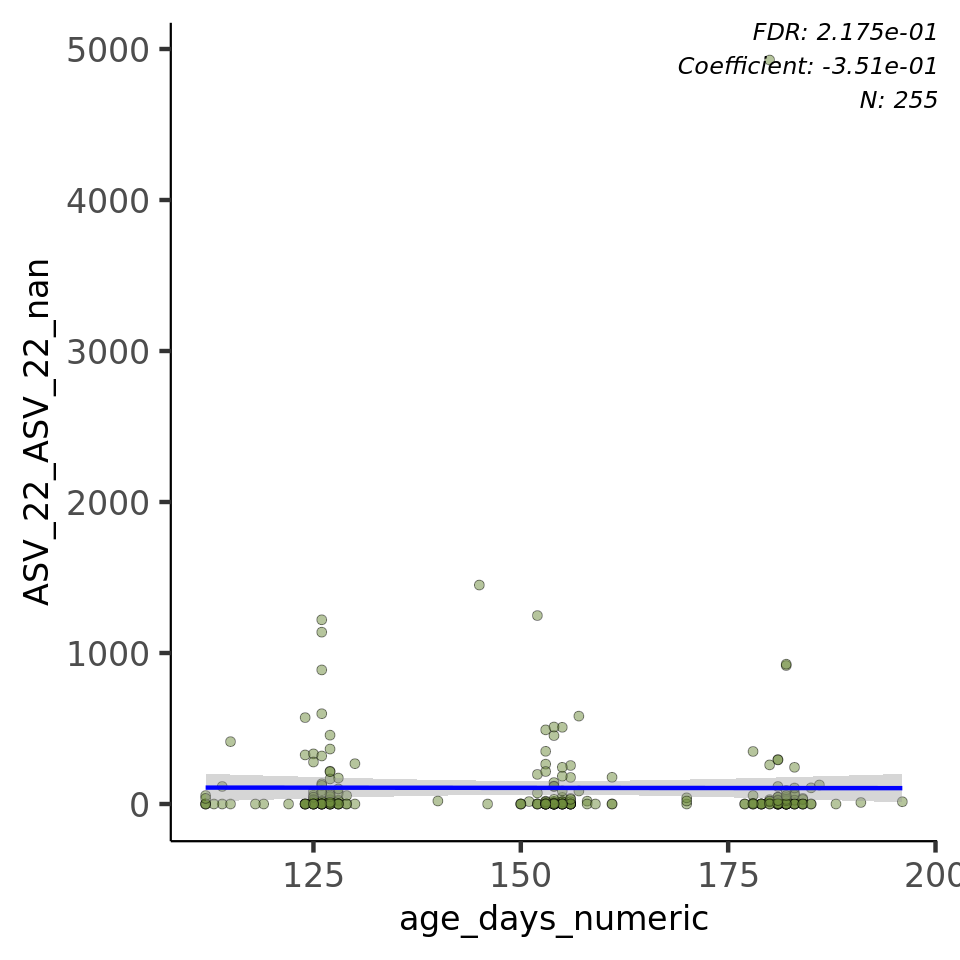 FDR: 2.175e-01
Coefficient: -3.51e-01
N: 255
5000
4000
3000
2000
1000
0
ASV_22_ASV_22_nan
125 150 175 200
age_days_numeric